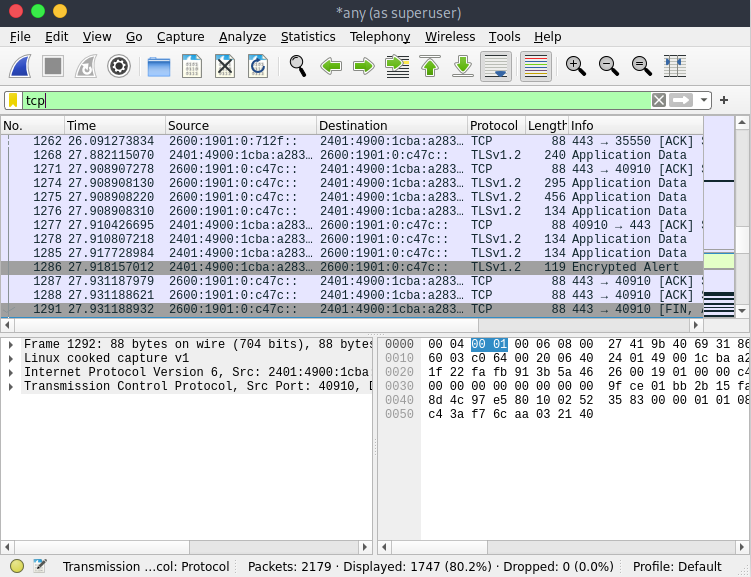 *any (as superuser)
File Edit View Go Capture Analyze Statistics Telephony Wireless Tools Help
tcp
No. Time Source Destination Protocol Length Info
1262 26.091273834 2600:1901:0:712f:: 2401:4900:1cba:a283… TCP 88 443 → 35550 [ACK] S
1268 27.882115070 2401:4900:1cba:a283… 2600:1901:0:c47c:: TLSv1.2 240 Application Data
1271 27.908907278 2600:1901:0:c47c:: 2401:4900:1cba:a283… TCP 88 443 → 40910 [ACK] S
1274 27.908908130 2600:1901:0:c47c:: 2401:4900:1cba:a283… TLSv1.2 295 Application Data
1275 27.908908220 2600:1901:0:c47c:: 2401:4900:1cba:a283… TLSv1.2 456 Application Data
1276 27.908908310 2600:1901:0:c47c:: 2401:4900:1cba:a283… TLSv1.2 134 Application Data
1277 27.910426695 2401:4900:1cba:a283… 2600:1901:0:c47c:: TCP 88 40910 → 443 [ACK] S
1278 27.910807218 2401:4900:1cba:a283… 2600:1901:0:c47c:: TLSv1.2 134 Application Data
1285 27.917728984 2401:4900:1cba:a283… 2600:1901:0:c47c:: TLSv1.2 134 Application Data
1286 27.918157012 2401:4900:1cba:a283… 2600:1901:0:c47c:: TLSv1.2 119 Encrypted Alert
1287 27.931187979 2600:1901:0:c47c:: 2401:4900:1cba:a283… TCP 88 443 → 40910 [ACK] S
1288 27.931188621 2600:1901:0:c47c:: 2401:4900:1cba:a283… TCP 88 443 → 40910 [ACK] S
1291 27.931188932 2600:1901:0:c47c:: 2401:4900:1cba:a283… TCP 88 443 → 40910 [FIN,
Frame 1292: 88 bytes on wire (704 bits), 88 bytes
Linux cooked capture v1
Internet Protocol Version 6, Src: 2401:4900:1cba
Transmission Control Protocol, Src Port: 40910, D
0000 00 04 00 01 00 06 08 00 27 41 9b 40 69 31 86
0010 60 03 c0 64 00 20 06 40 24 01 49 00 1c ba a2
0020 1f 22 fa fb 91 3b 5a 46 26 00 19 01 00 00 c4
0030 00 00 00 00 00 00 00 00 9f ce 01 bb 2b 15 fa
0040 8d 4c 97 e5 80 10 02 52 35 83 00 00 01 01 08
0050 c4 3a f7 6c aa 03 21 40
Transmission …col: Protocol Packets: 2179 · Displayed: 1747 (80.2%) · Dropped: 0 (0.0%) Profile: Default